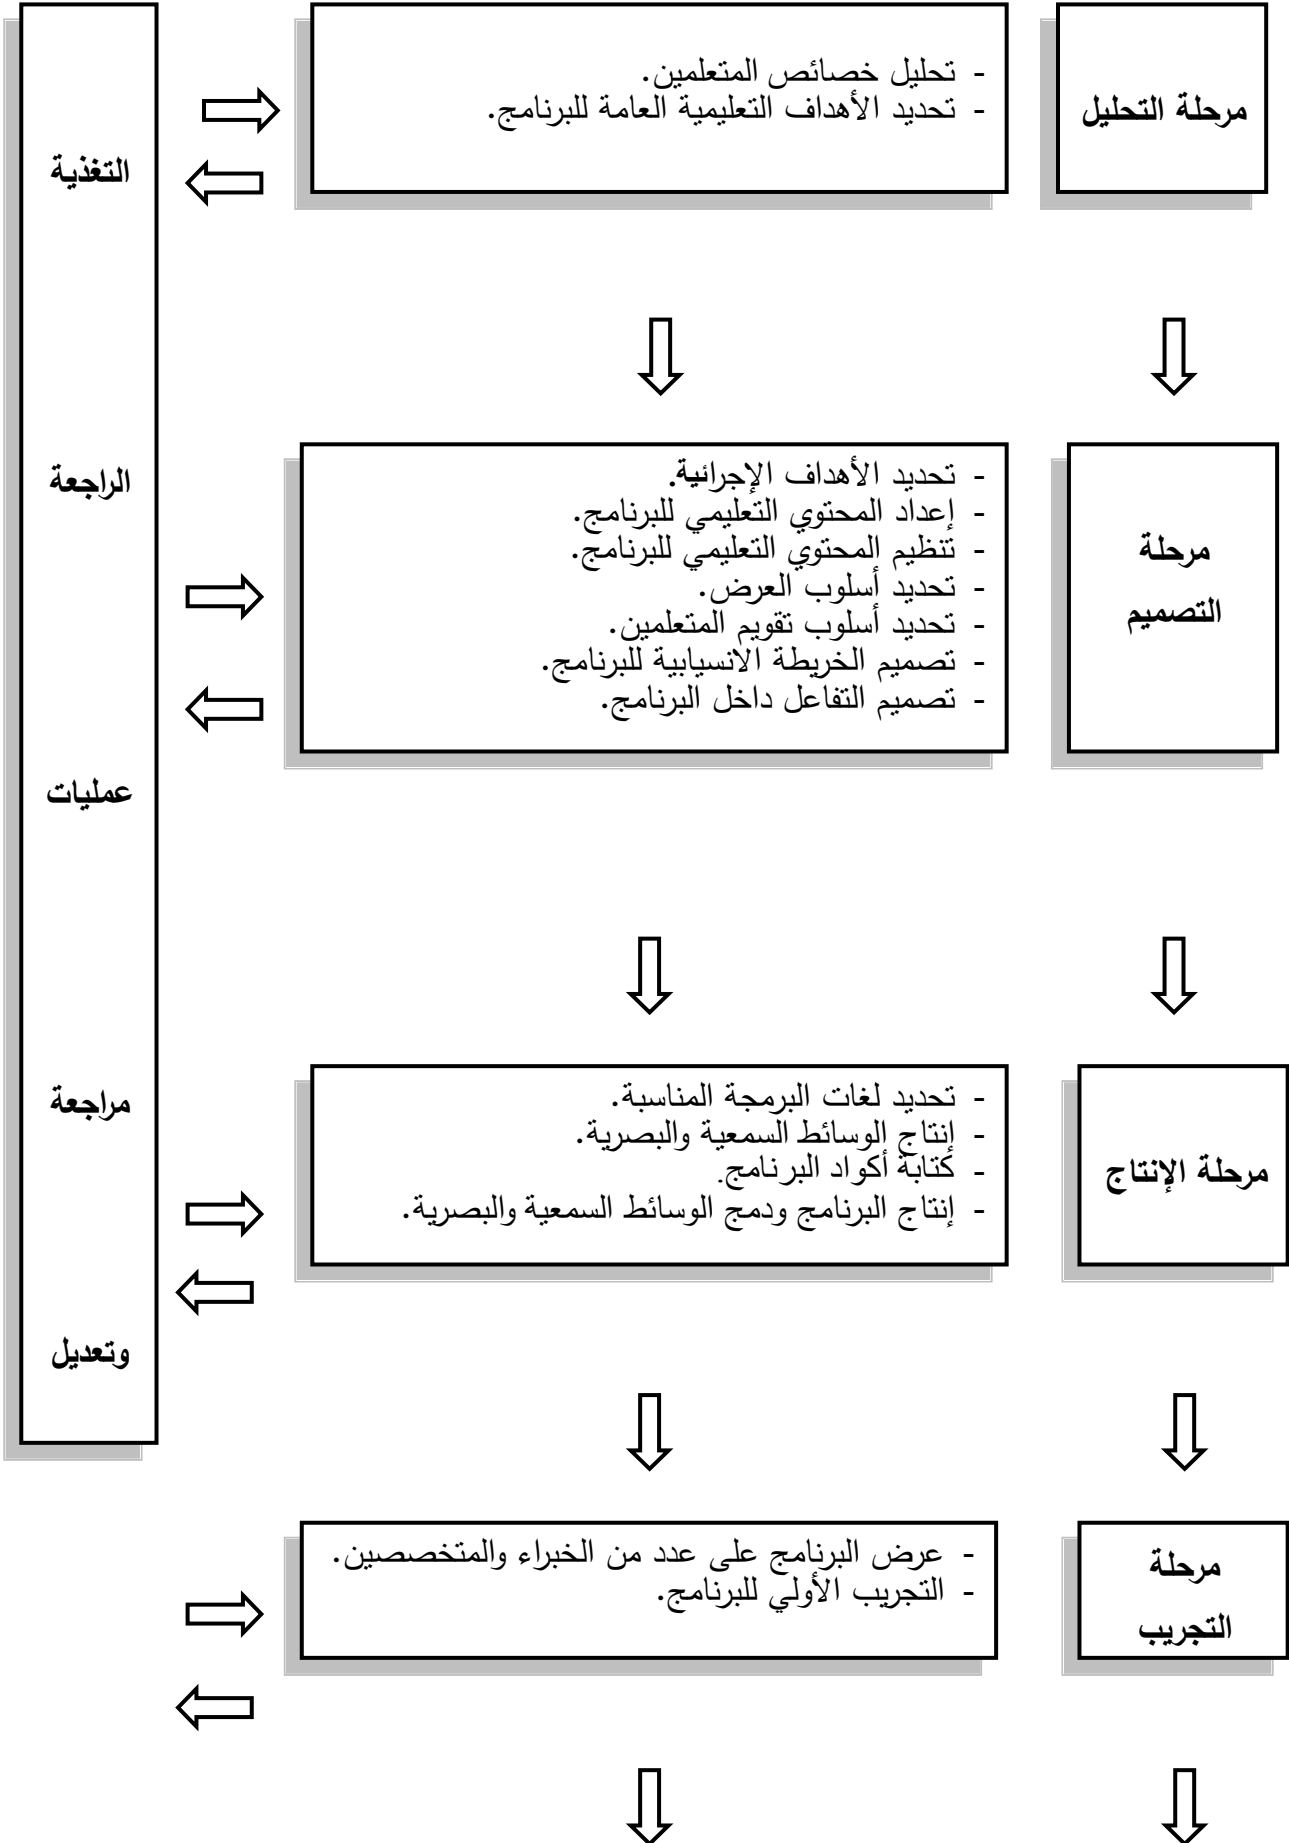 مرحلة التحليل
- تحليل خصائص المتعلمين.
- تحديد الأهداف التعليمية العامة للبرنامج.
مرحلة
التصميم
- تحديد الأهداف الإجرائية.
- إعداد المحتوي التعليمي للبرنامج.
- تنظيم المحتوي التعليمي للبرنامج.
- تحديد أسلوب العرض.
- تحديد أسلوب تقويم المتعلمين.
- تصميم الخريطة الانسيابية للبرنامج.
- تصميم التفاعل داخل البرنامج.
مرحلة الإنتاج
- تحديد لغات البرمجة المناسبة.
- إنتاج الوسائط السمعية والبصرية.
- كتابة أكواد البرنامج.
- إنتاج البرنامج ودمج الوسائط السمعية والبصرية.
مرحلة
التجريب
- عرض البرنامج على عدد من الخبراء والمتخصصين.
- التجريب الأولي للبرنامج.
التغذية
الراجعة
عمليات
مراجعة
وتعديل